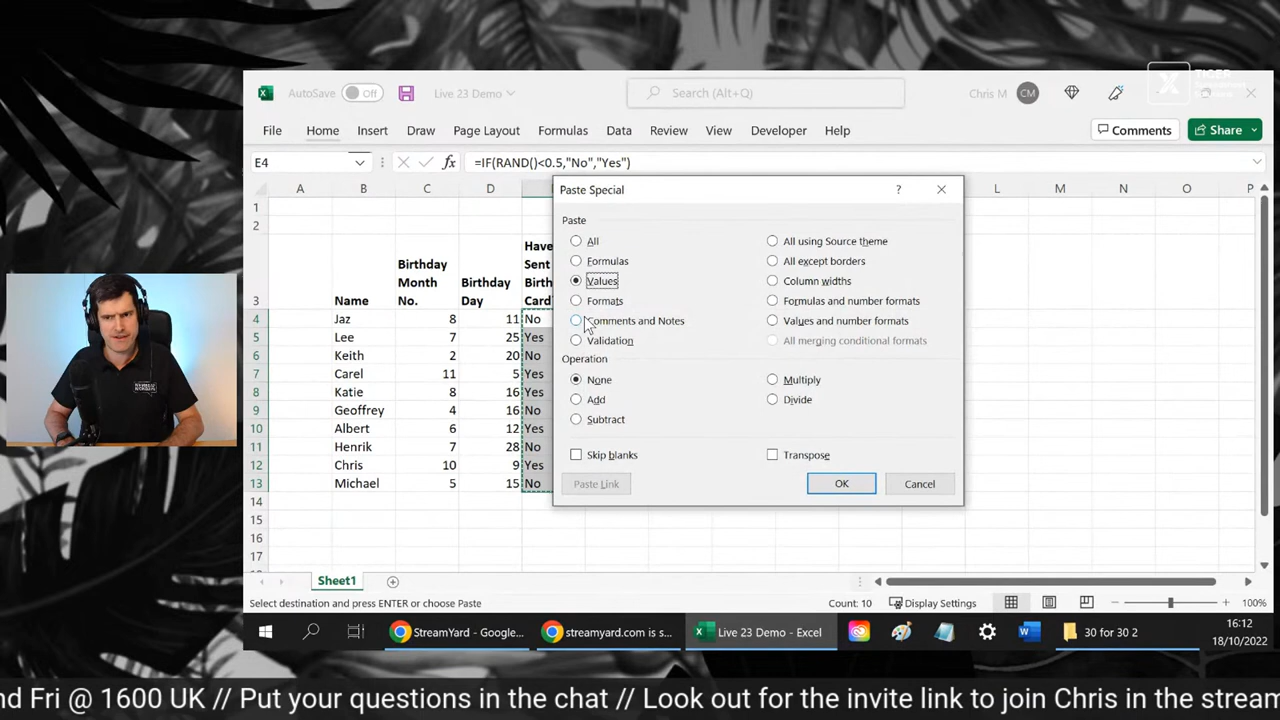 TIGER
AutoSave Off Live 23 Demo Search (Alt+Q) Chris M CM
File Home Insert Draw Page Layout Formulas Data Review View Developer Help Comments Share
E4 fx =IF(RAND()<0.5,"No","Yes")
A B C D L M N O P
1
2
3 Name Birthday Month No. Birthday Day Have Sent Birth Card
4 Jaz 8 11 No
5 Lee 7 25 Yes
6 Keith 2 20 No
7 Carel 11 5 Yes
8 Katie 8 16 Yes
9 Geoffrey 4 16 No
10 Albert 6 12 Yes
11 Henrik 7 28 No
12 Chris 10 9 Yes
13 Michael 5 15 No
14
15
16
17
Paste Special ?
Paste
All All using Source theme
Formulas All except borders
Values Column widths
Formats Formulas and number formats
Comments and Notes Values and number formats
Validation All merging conditional formats
Operation
None Multiply
Add Divide
Subtract
Skip blanks Transpose
Paste Link OK Cancel
Sheet1
Select destination and press ENTER or choose Paste Count: 10 Display Settings 100%
StreamYard - Google... streamyard.com is s... Live 23 Demo - Excel 30 for 30 2 16:12
18/10/2022
nd Fri @ 1600 UK // Put your questions in the chat // Look out for the invite link to join Chris in the stream